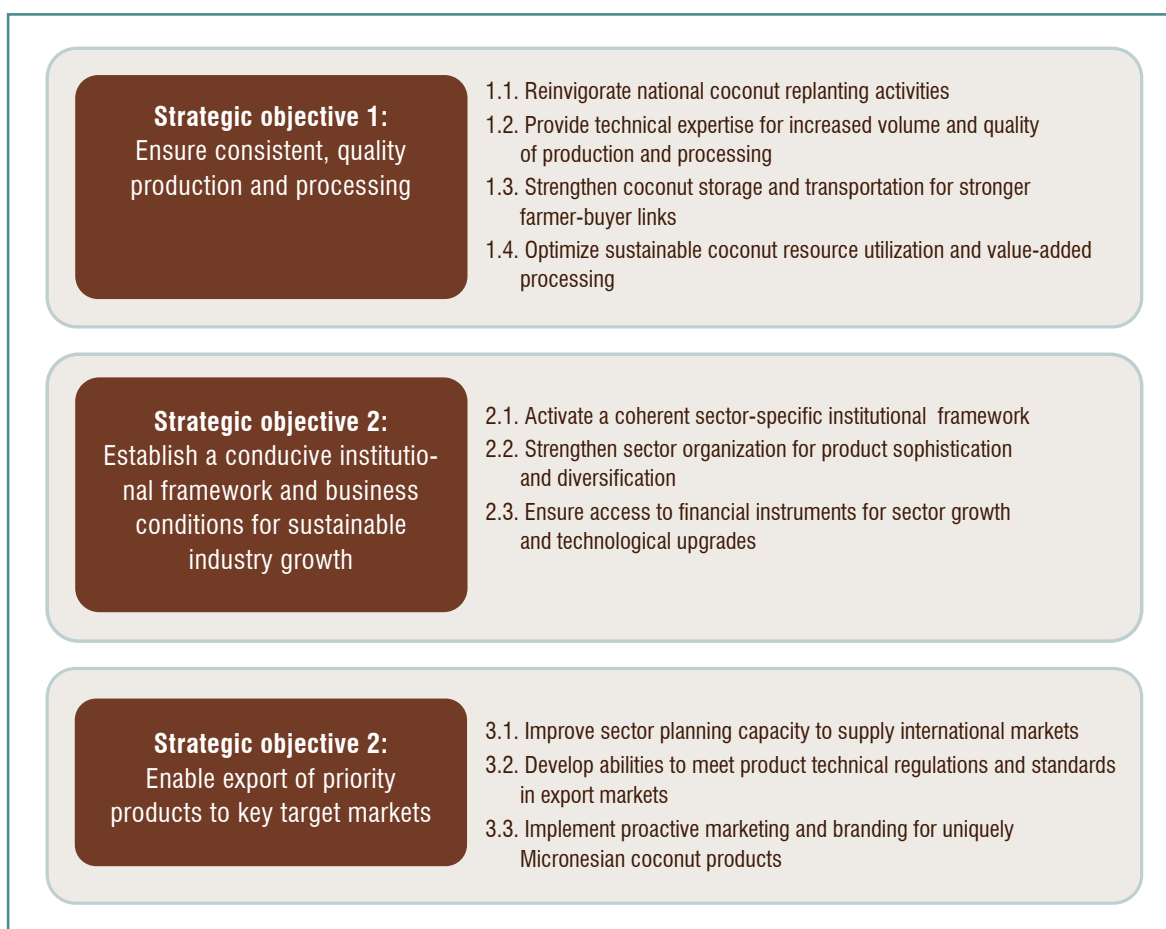 Strategic objective 1:
Ensure consistent, quality
production and processing
1.1. Reinvigorate national coconut replanting activities
1.2. Provide technical expertise for increased volume and quality
of production and processing
1.3. Strengthen coconut storage and transportation for stronger
farmer-buyer links
1.4. Optimize sustainable coconut resource utilization and value-added
processing
Strategic objective 2:
Establish a conducive institutio-
nal framework and business
conditions for sustainable
industry growth
2.1. Activate a coherent sector-specific institutional framework
2.2. Strengthen sector organization for product sophistication
and diversification
2.3. Ensure access to financial instruments for sector growth
and technological upgrades
Strategic objective 2:
Enable export of priority
products to key target markets
3.1. Improve sector planning capacity to supply international markets
3.2. Develop abilities to meet product technical regulations and standards
in export markets
3.3. Implement proactive marketing and branding for uniquely
Micronesian coconut products